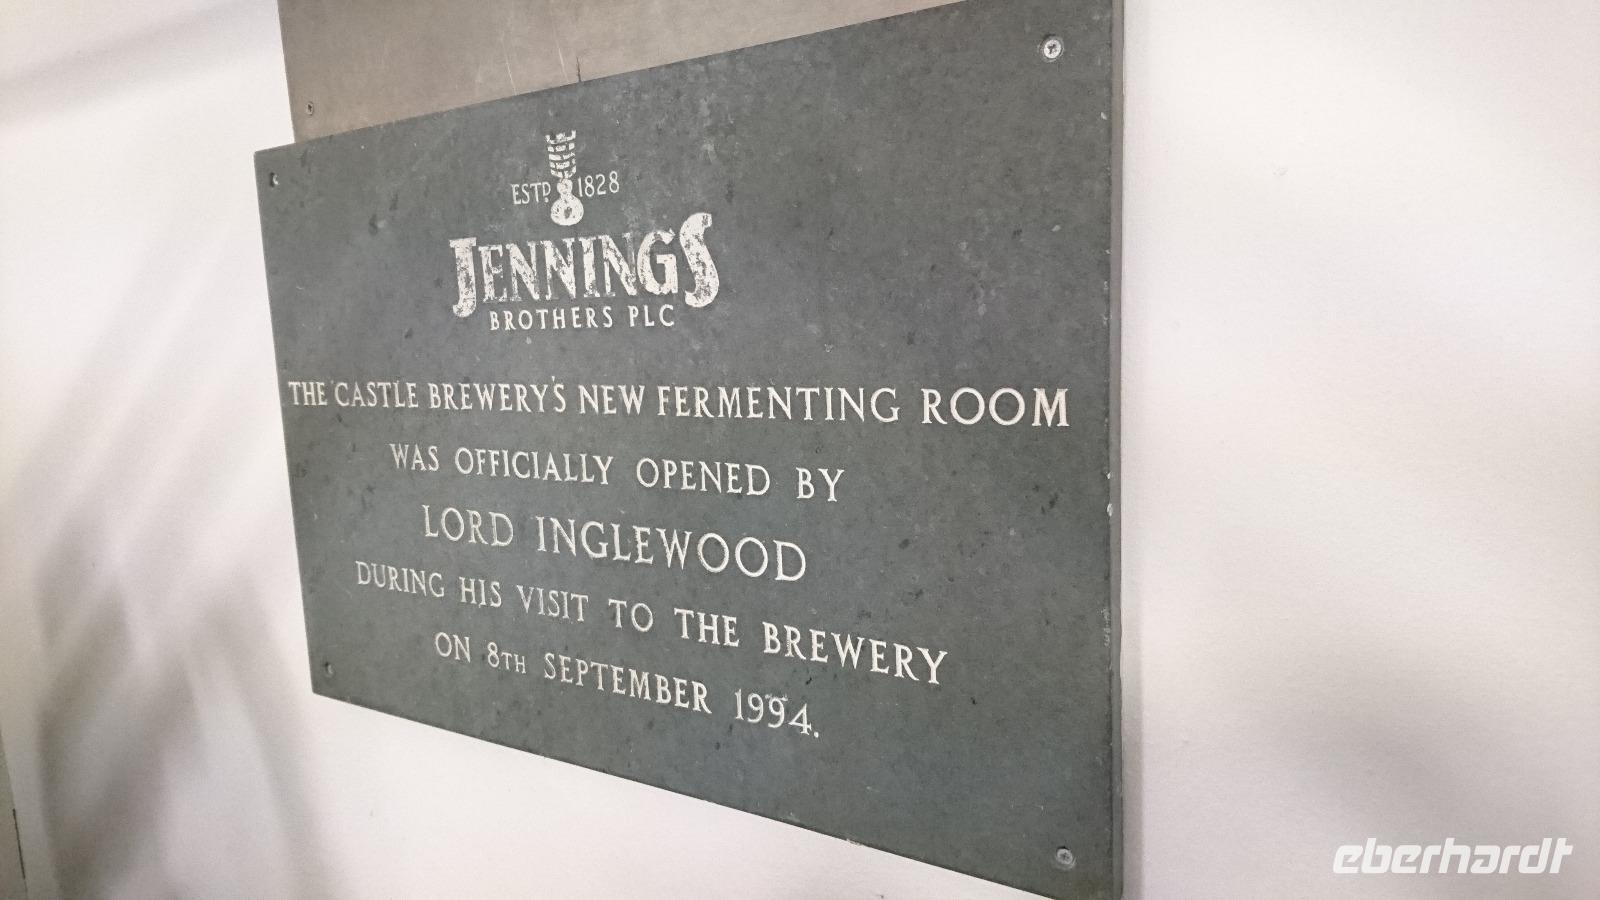 ESTD. 1828
JENNINGS
BROTHERS PLC
THE CASTLE BREWERY'S NEW FERMENTING ROOM
WAS OFFICIALLY OPENED BY
LORD INGLEWOOD
DURING HIS VISIT TO THE BREWERY
ON 8TH SEPTEMBER 1994.
eberhardt